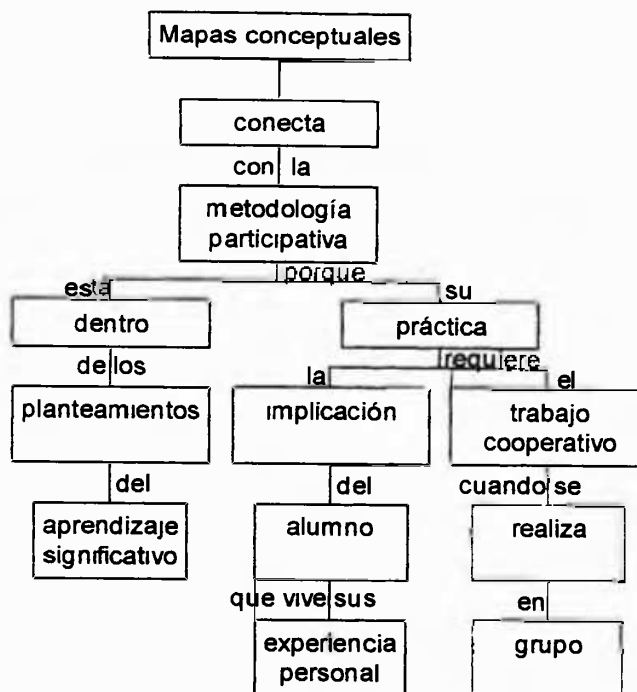 Mapas conceptuales
conecta
con la
metodología
participativa
porque
esta
su
dentro
práctica
requiere
de los
la
el
planteamientos
implicación
trabajo
cooperativo
del
del
cuando se
aprendizaje
significativo
alumno
realiza
que vive sus
en
experiencia
personal
grupo